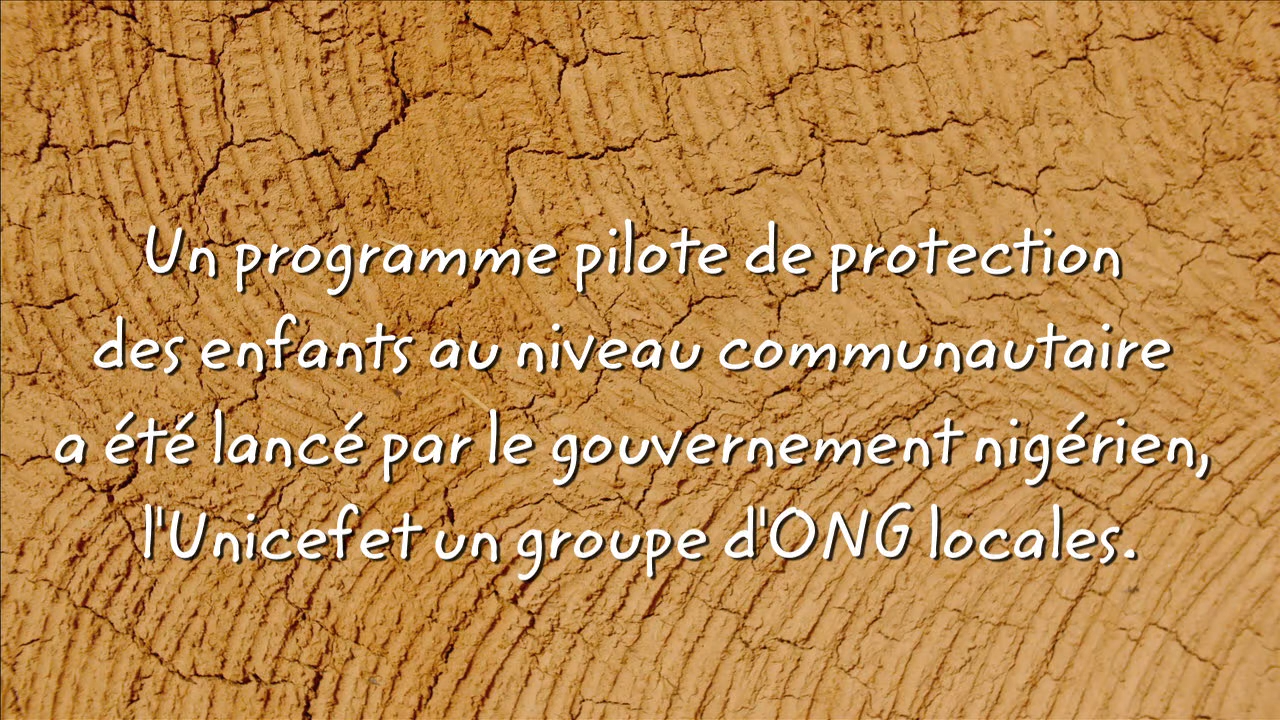 Un programme pilote de protection
des enfants au niveau communautaire
a été lancé par le gouvernement nigérien,
l'Unicefet un groupe d'ONG locales.